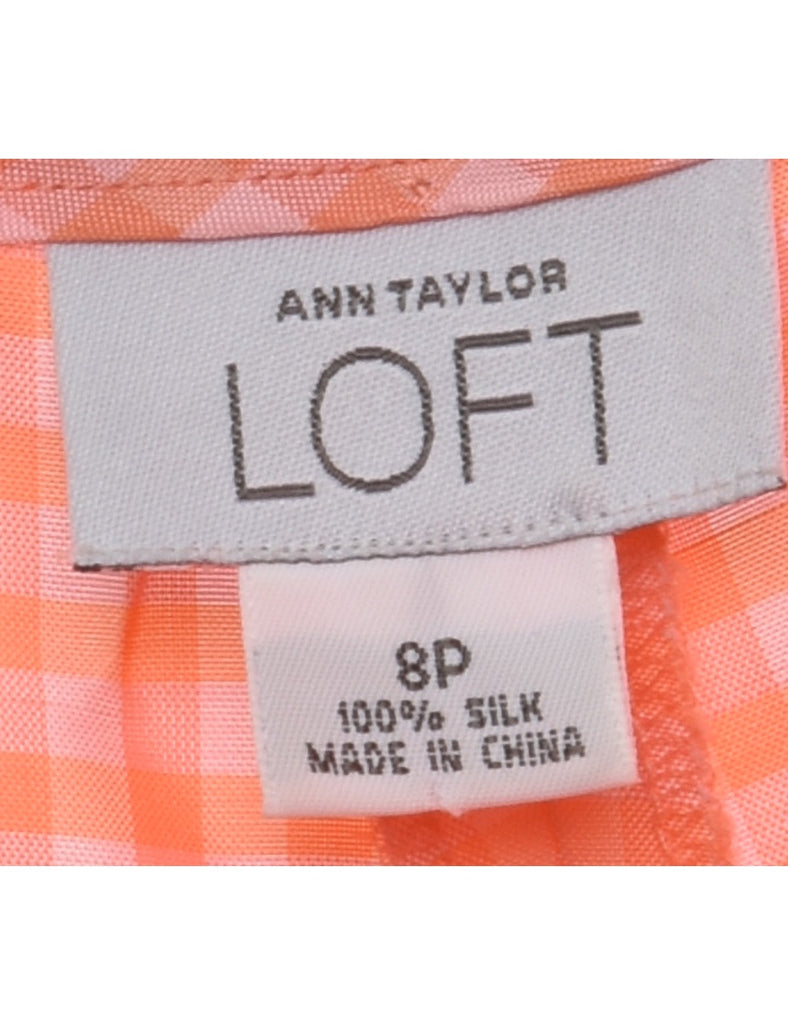 ANN TAYLOR
LOFT
8P
100% SILK
MADE IN CHINA